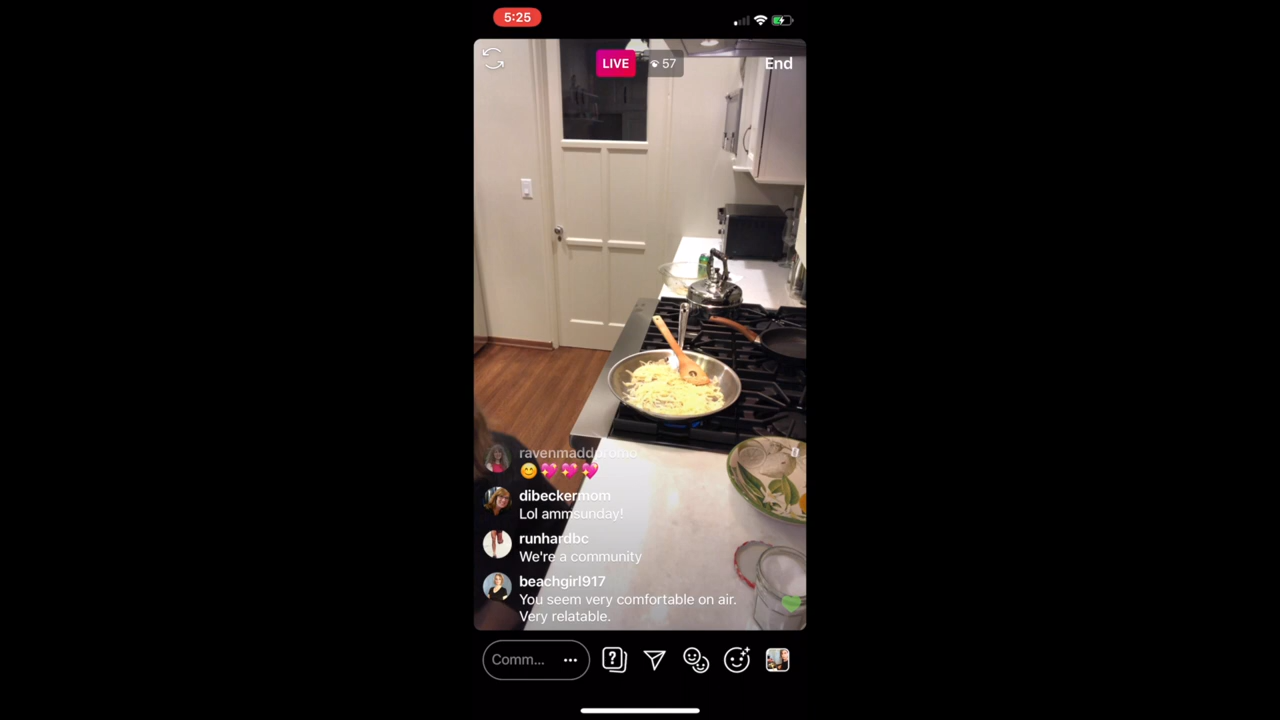 5:25
LIVE
57
End
ravenmaddpromo
😊💖💖💖
dibeckermom
Lol ammsunday!
runhardbc
We're a community
beachgirl917
You seem very comfortable on air.
Very relatable.
Comm...